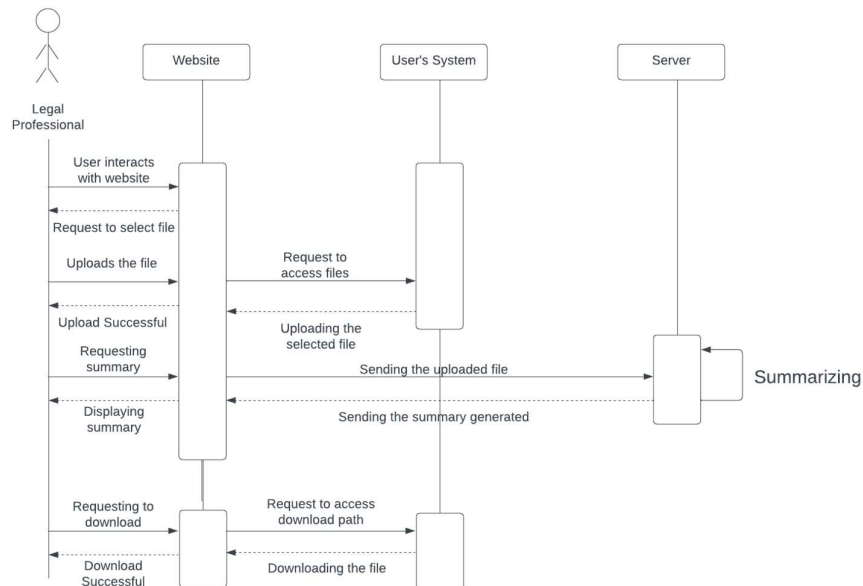 Website
User's System
Server
Legal
Professional
User interacts
with website
Request to select file
Uploads the file
Request to
access files
Upload Successful
Uploading the
selected file
Requesting
summary
Sending the uploaded file
Summarizing
Displaying
summary
Sending the summary generated
Requesting to
download
Request to access
download path
Download
Successful
Downloading the file